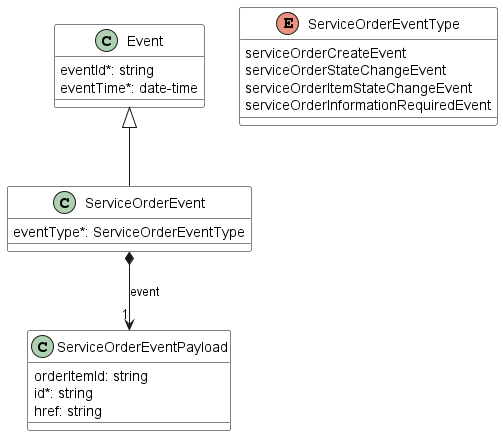 C Event
eventId*: string
eventTime*: date-time
E ServiceOrderEventType
serviceOrderCreateEvent
serviceOrderStateChangeEvent
serviceOrderItemStateChangeEvent
serviceOrderInformationRequiredEvent
C ServiceOrderEvent
eventType*: ServiceOrderEventType
event
1
C ServiceOrderEventPayload
orderItemId: string
id*: string
href: string